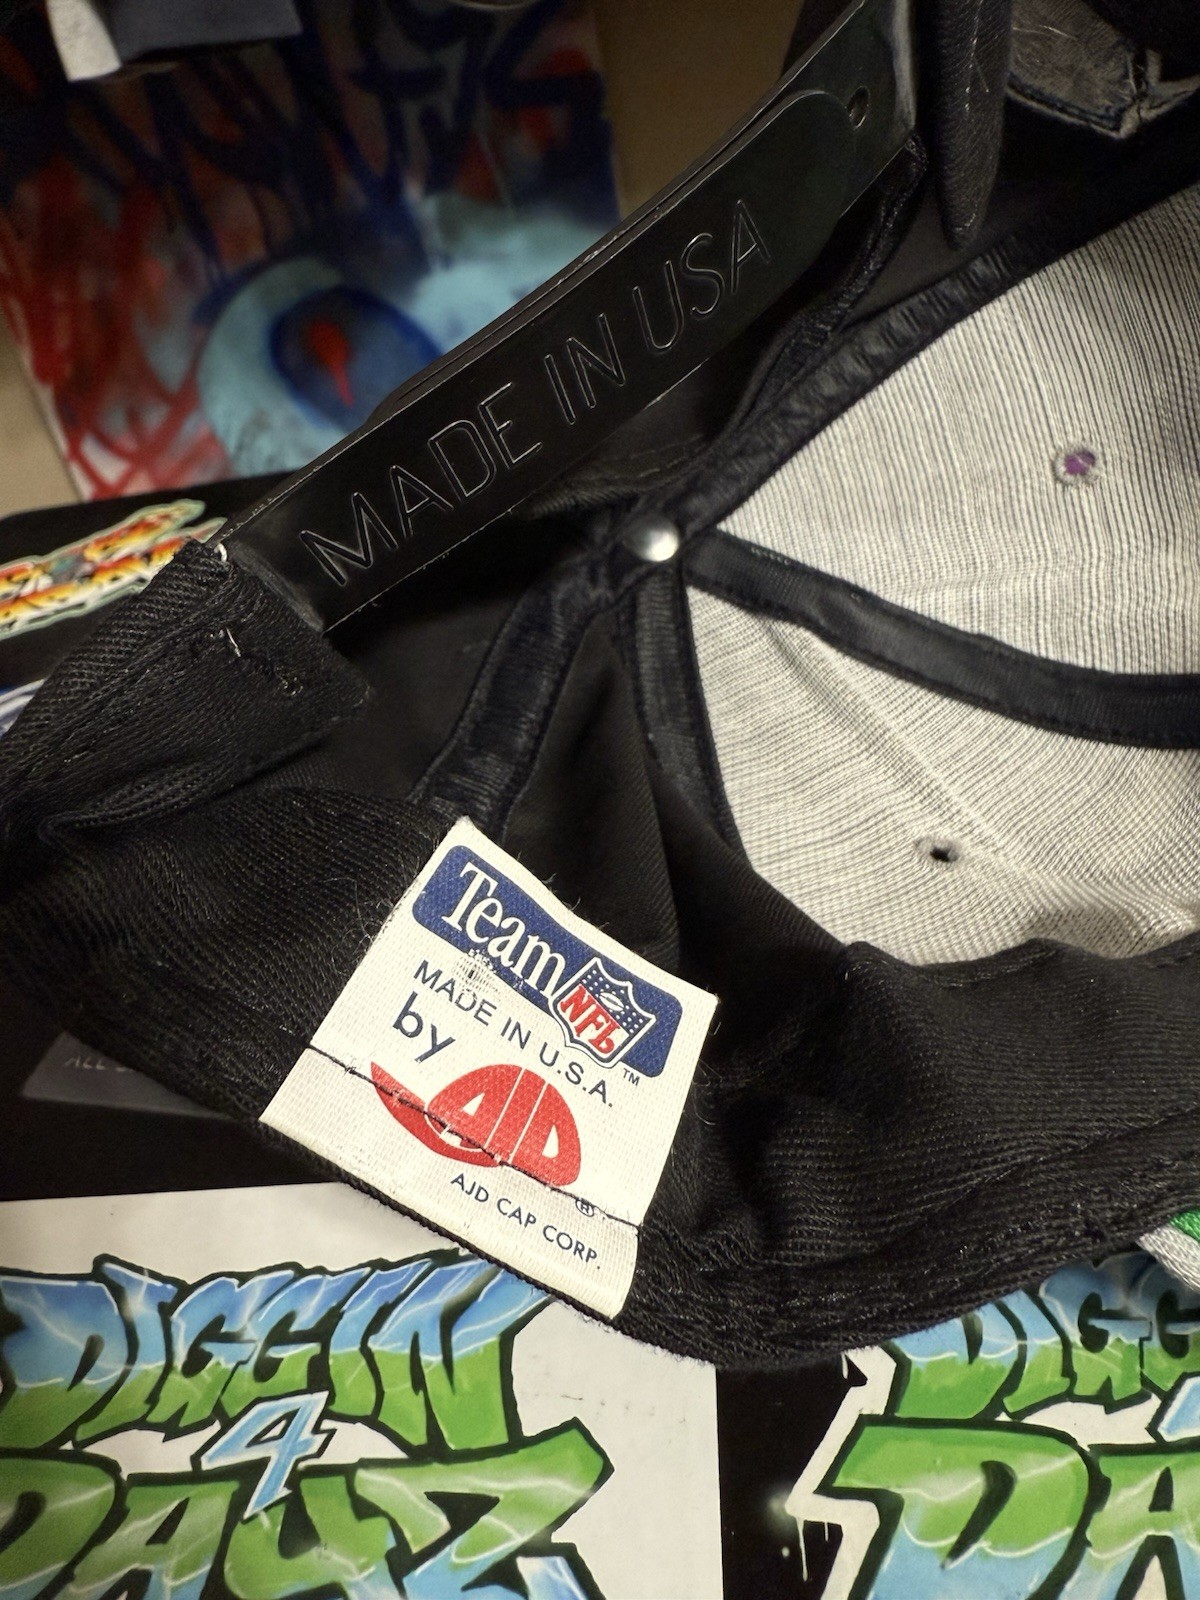 MADE IN USA
Team NFL ™
MADE IN U.S.A.
by AJD ®
AJD CAP CORP.
DIGGIN
4
DAYZ
DIGG
DA